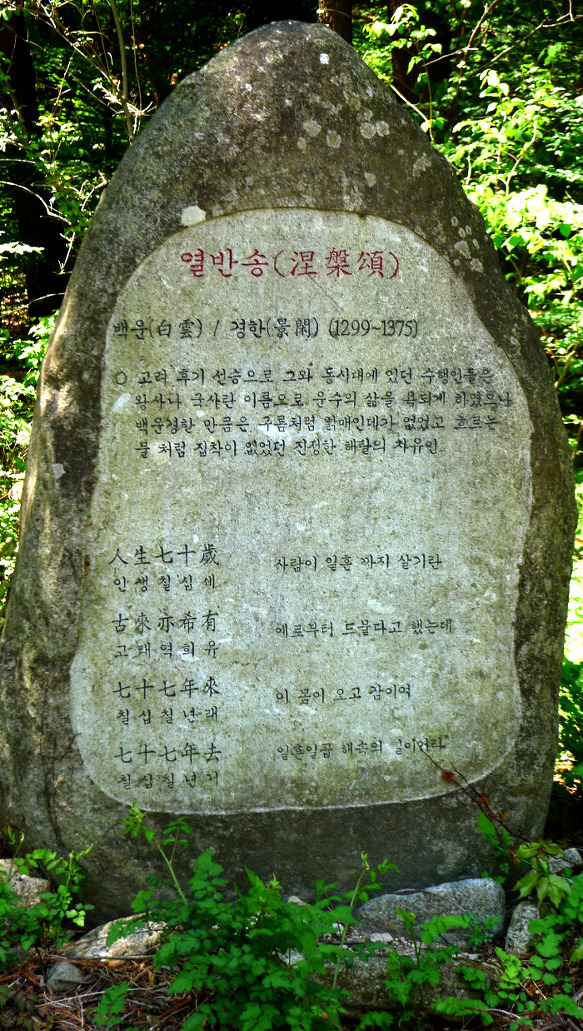 열반송(涅槃頌)
백운(白雲) / 경한(景閑) (1299~1375)
○ 고려 후기 선승으로 그와 동시대에 있던 수행인들은
왕사나 국사란 이름으로 운수의 삶을 욕되게 하였으나
백운경한 만큼은 구름처럼 얽매인데가 없었고 흐르는
물 처럼 집착이 없었던 진정한 해탈의 자유인
人生七十歲 사람이 일흔 까지 살기란
인생칠십세
古來亦希有 예로부터 드물다고 했는데
고래역희유
七十七年來 이 몸이 오고 감이여
칠십칠년래
七十七年去 일흔일곱 해속의 일이어라
칠십칠년거